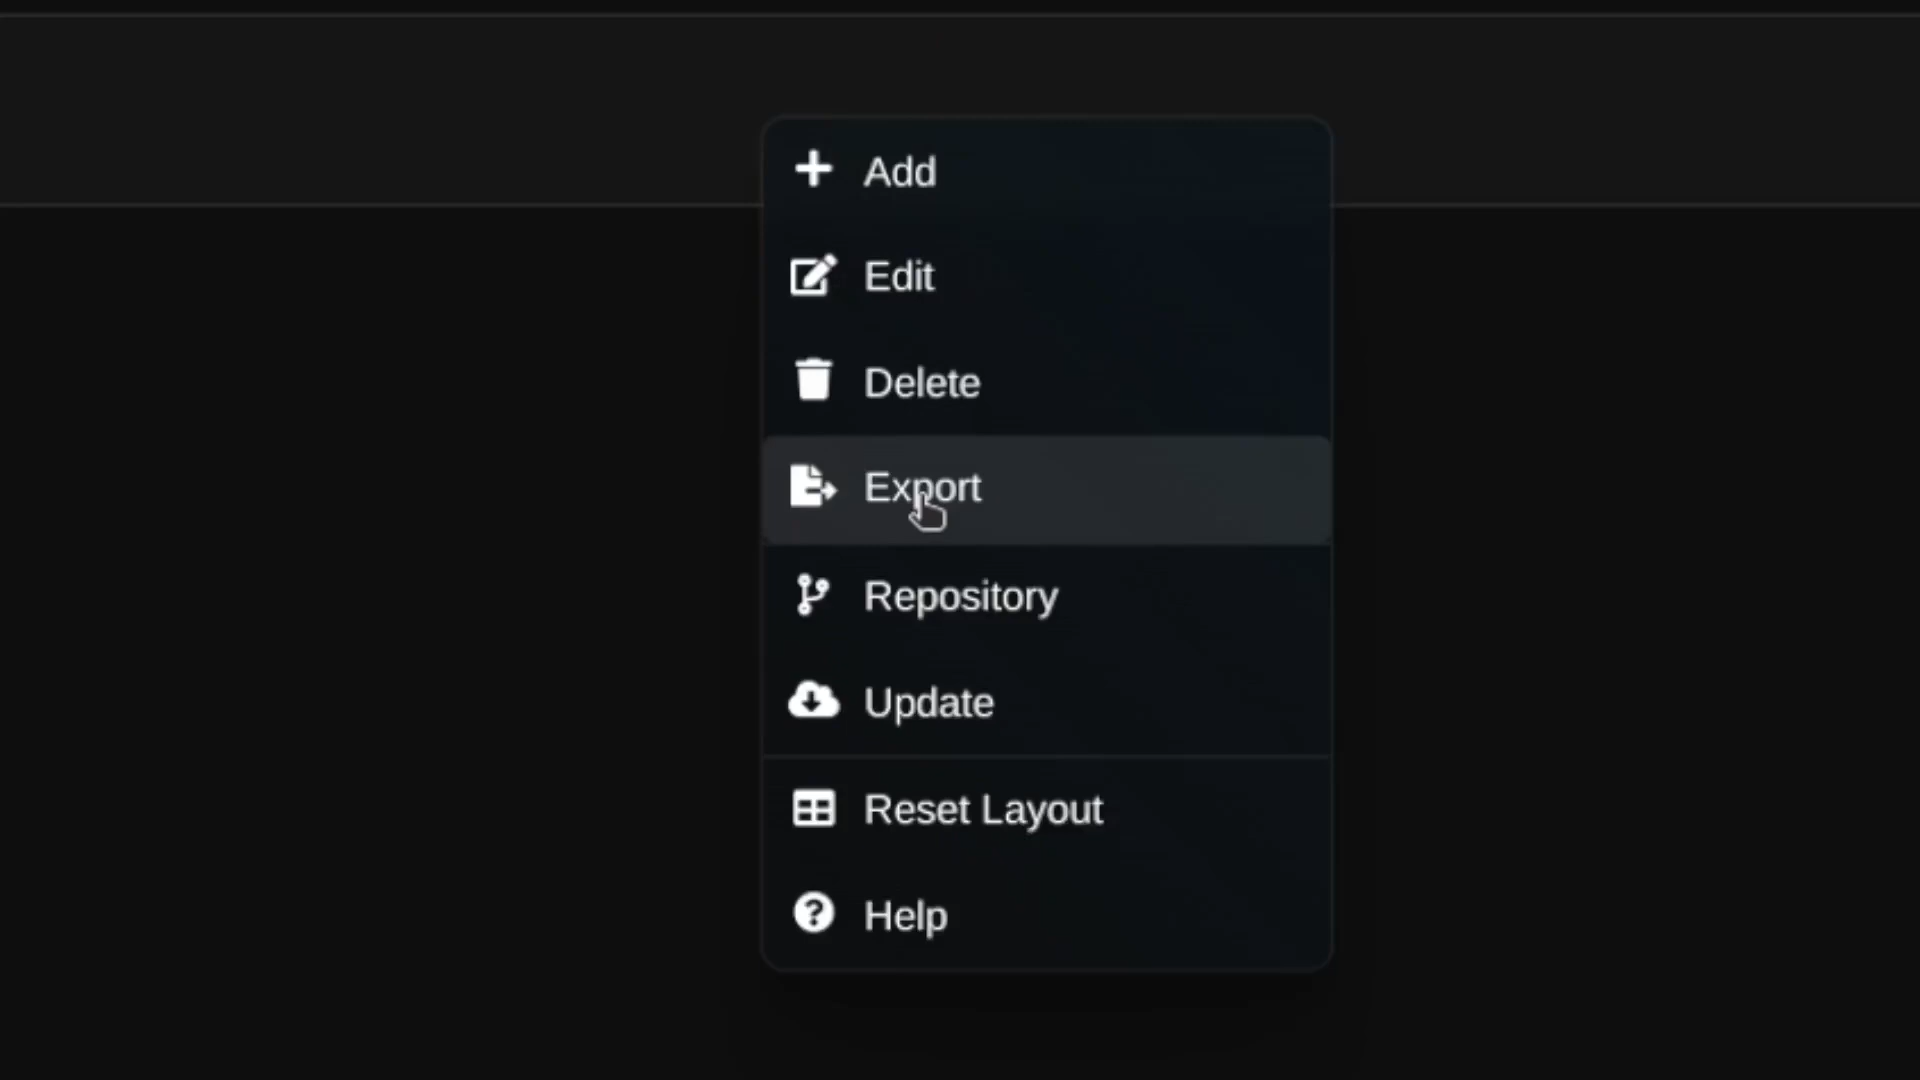 Add
Edit
Delete
Export
Repository
Update
Reset Layout
Help